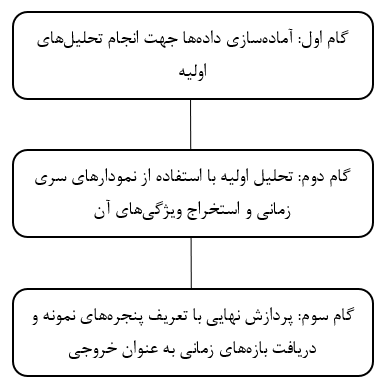 گام اول: آماده‌سازی داده‌ها جهت انجام تحلیل‌های
اولیه
گام دوم: تحلیل اولیه با استفاده از نمودارهای سری
زمانی و استخراج ویژگی‌های آن
گام سوم: پردازش نهایی با تعریف پنجره‌های نمونه و
دریافت بازه‌های زمانی به عنوان خروجی